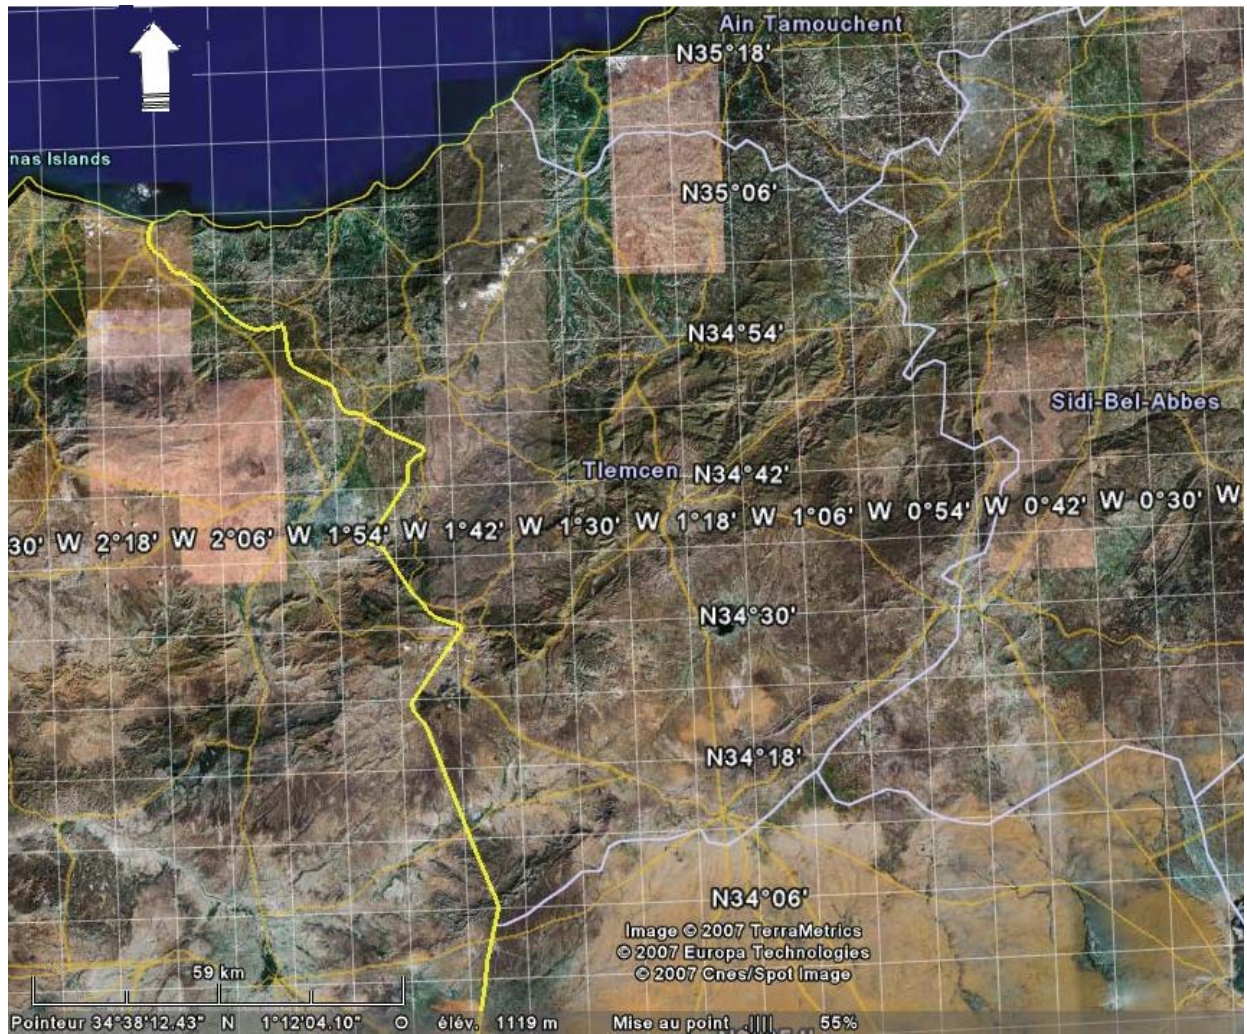 Ain Tamouchent
N35°18'
nas Islands
N35°06'
N34°54'
Sidi-Bel-Abbes
Tlemcen
N34°42'
30' W 2°18' W 2°06' W 1°54' W 1°42' W 1°30' W 1°18' W 1°06' W 0°54' W 0°42' W 0°30' W
N34°30'
N34°18'
N34°06'
Image © 2007 TerraMetrics
© 2007 Europa Technologies
© 2007 Cnes/Spot Image
59 km
Pointeur 34°38'12.43" N 1°12'04.10" O élév. 1119 m Mise au point |||| 55%